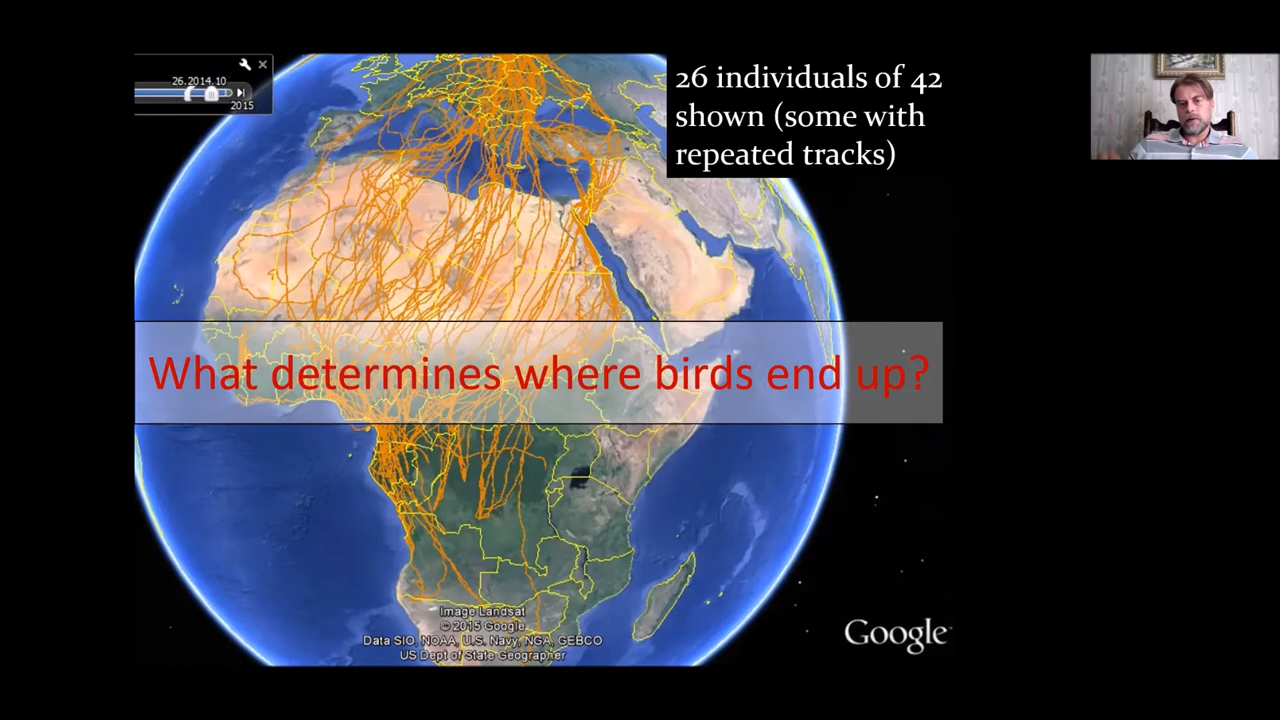 26.2014.10
2015
26 individuals of 42
shown (some with
repeated tracks)
What determines where birds end up?
Image Landsat
© 2015 Google
Data SIO, NOAA, U.S. Navy, NGA, GEBCO
US Dept of State Geographer
Google